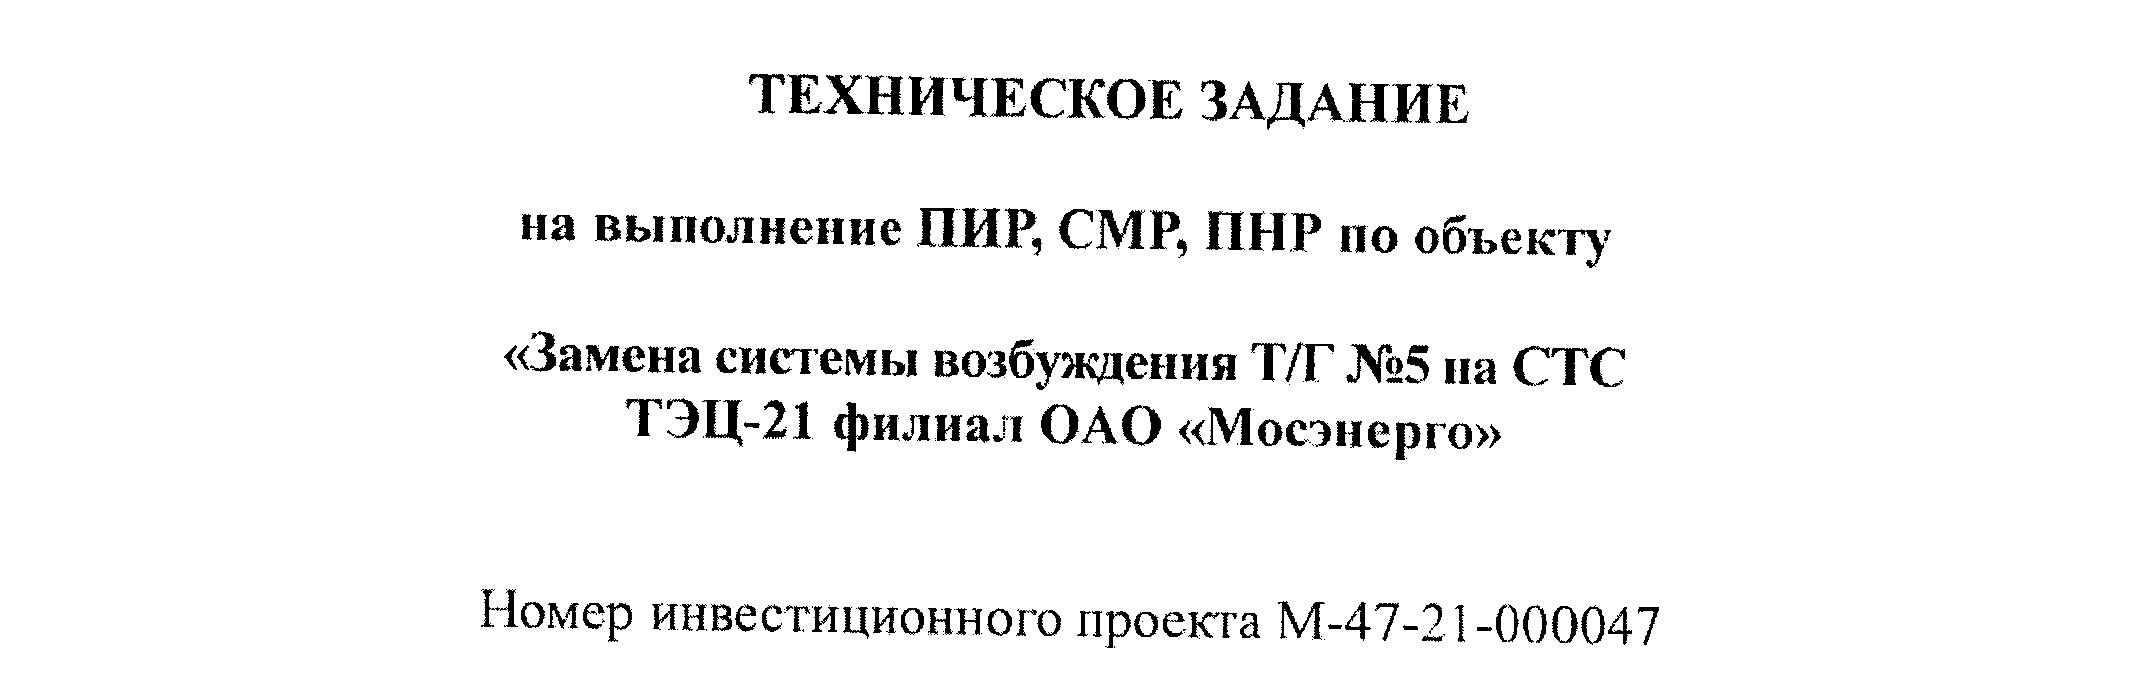 ТЕХНИЧЕСКОЕ ЗАДАНИЕ
на выполнение ПИР, СМР, ПНР по объекту
«Замена системы возбуждения Т/Г №5 на СТС
ТЭЦ-21 филиал ОАО «Мосэнерго»
Номер инвестиционного проекта М-47-21-000047